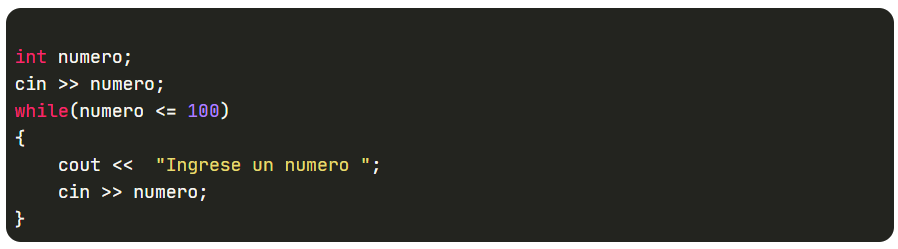 int numero;
cin >> numero;
while(numero <= 100)
{
    cout <<  "Ingrese un numero ";
    cin >> numero;
}